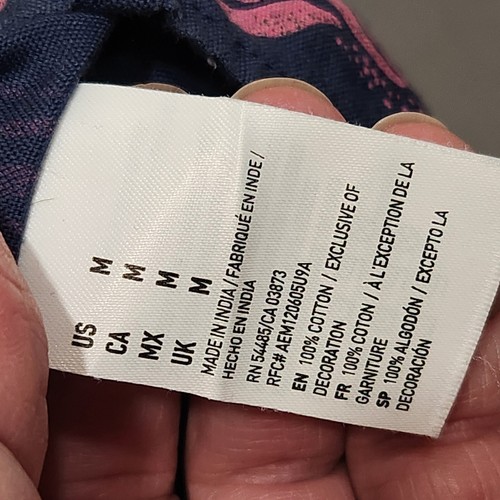 US M
CA M
MX M
UK M
MADE IN INDIA / FABRIQUÉ EN INDE /
HECHO EN INDIA
RN 54485/CA 03873
RFC# AEM120605U9A
EN 100% COTTON / EXCLUSIVE OF
DECORATION
FR 100% COTON / À L'EXCEPTION DE LA
GARNITURE
SP 100% ALGODÓN / EXCEPTO LA
DECORACIÓN